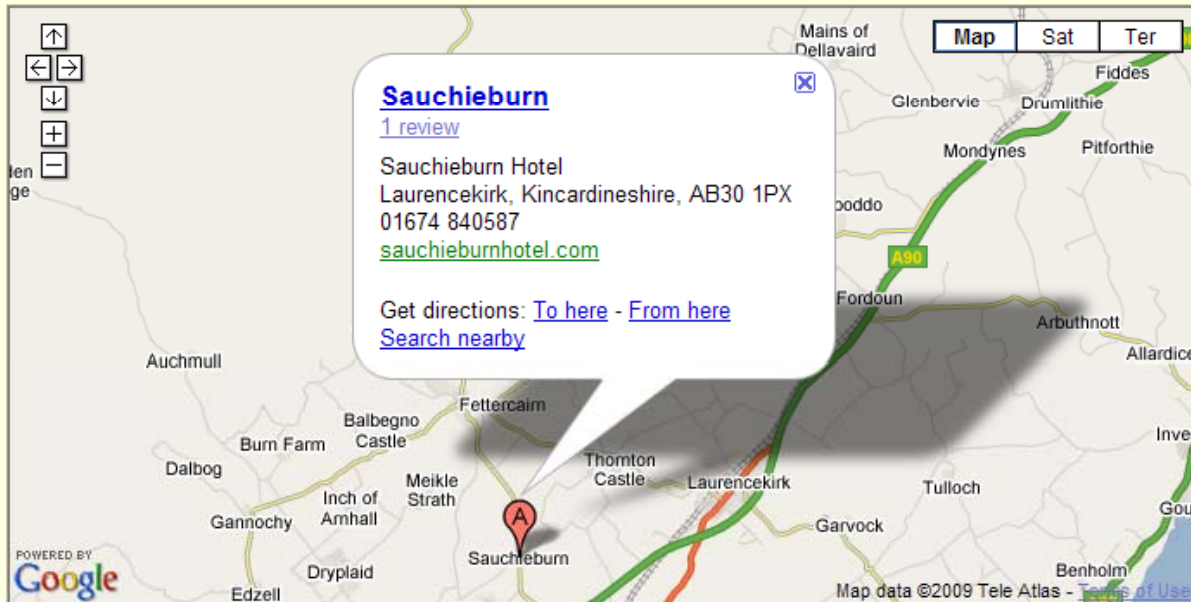 Mains of
Dellavaird
Map Sat Ter
Fiddes
Glenbervie
Drumlithie
Mondynes
Pitforthie
Sauchieburn
1 review
Sauchieburn Hotel
Laurencekirk, Kincardineshire, AB30 1PX
01674 840587
sauchieburnhotel.com
Get directions: To here - From here
Search nearby
A90
Fordoun
Arbuthnott
Allardice
Auchmull
Fettercairn
Balbegno
Castle
Burn Farm
Dalbog
Thornton
Castle
Meikle
Strath
Laurencekirk
Tulloch
Inch of
Arnhall
Gannochy
A
Garvock
Sauchieburn
Dryplaid
Edzell
Benholm
POWERED BY
Google
Map data ©2009 Tele Atlas - Terms of Use